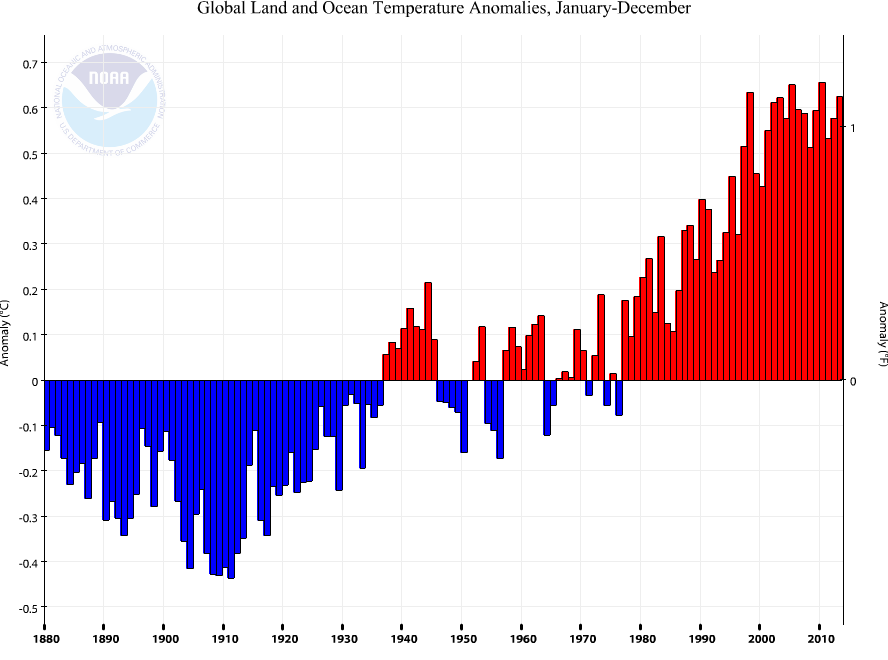 Global Land and Ocean Temperature Anomalies, January-December
NATIONAL OCEANIC AND ATMOSPHERIC ADMINISTRATION
NOAA
U.S. DEPARTMENT OF COMMERCE
Anomaly (°C)
0.7
0.6
0.5
0.4
0.3
0.2
0.1
0
-0.1
-0.2
-0.3
-0.4
-0.5
1
0
Anomaly (°F)
1880 1890 1900 1910 1920 1930 1940 1950 1960 1970 1980 1990 2000 2010